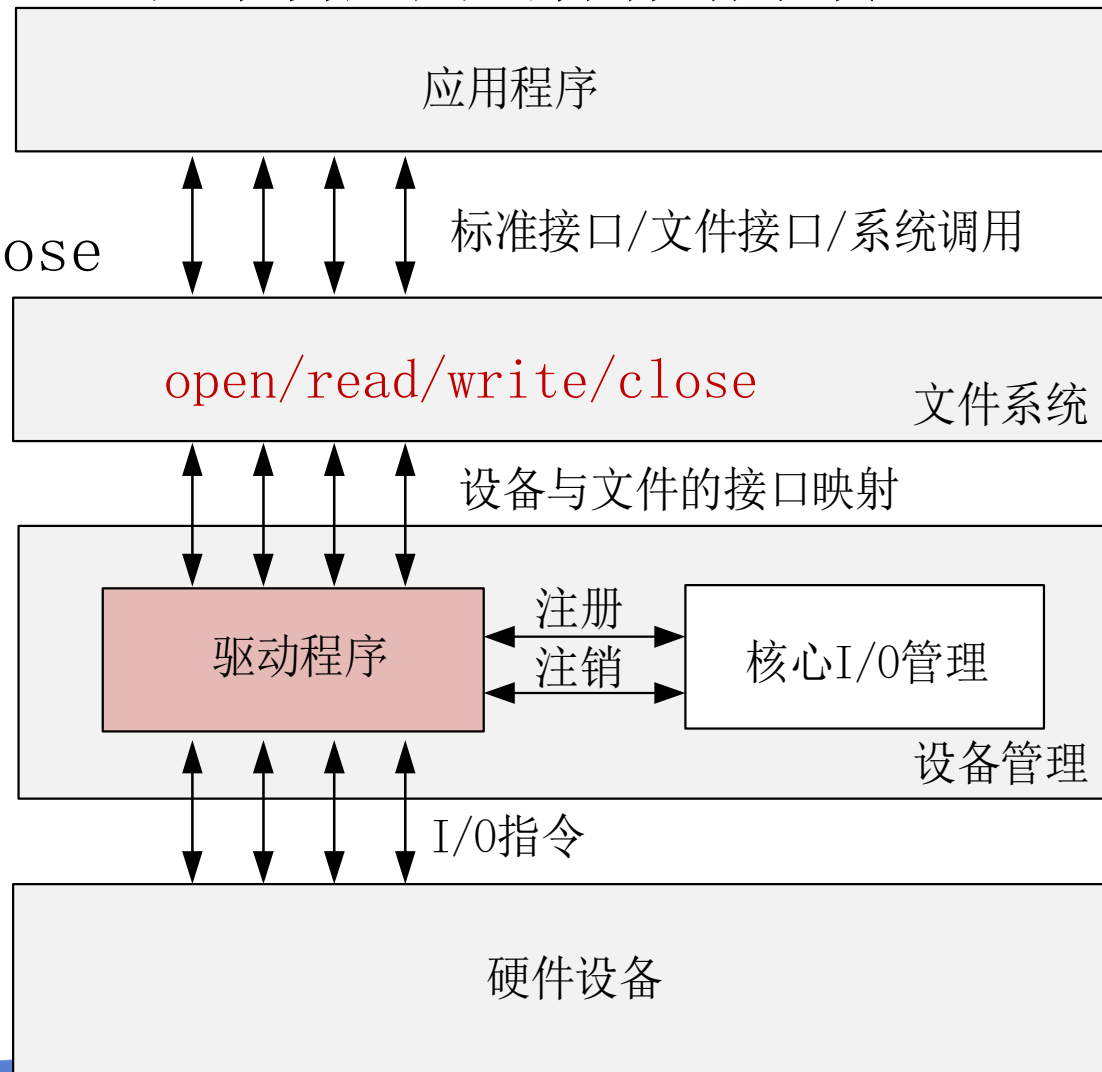 应用程序
标准接口/文件接口/系统调用
ose
open/read/write/close
文件系统
设备与文件的接口映射
注册
驱动程序
核心I/O管理
注销
设备管理
I/O指令
硬件设备